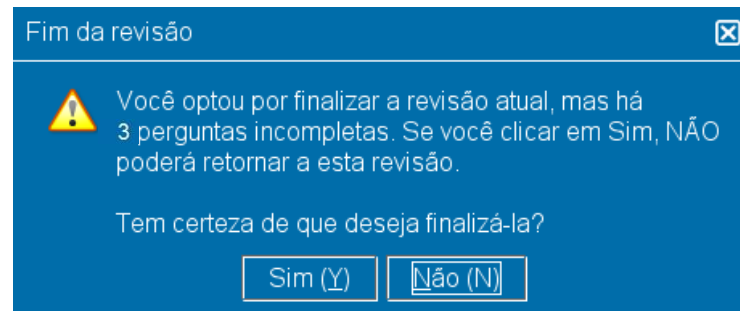 Fim da revisão
Você optou por finalizar a revisão atual, mas há
3 perguntas incompletas. Se você clicar em Sim, NÃO
poderá retornar a esta revisão.
Tem certeza de que deseja finalizá-la?
Sim (Y) Não (N)